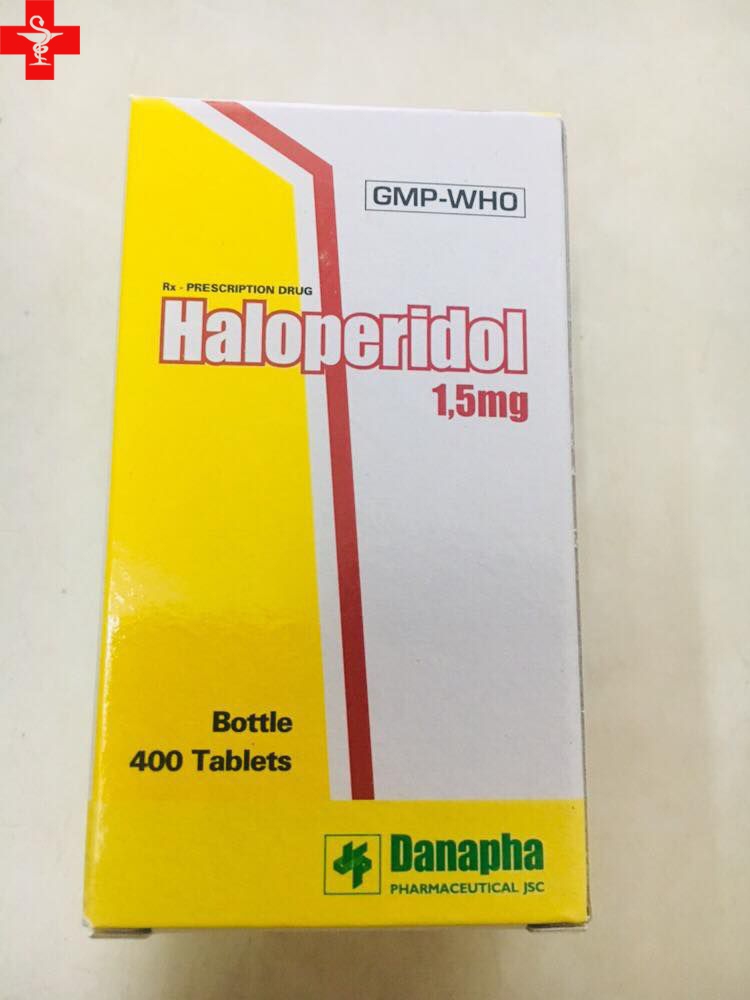 GMP-WHO
Rx - PRESCRIPTION DRUG
Haloperidol
1,5mg
Bottle
400 Tablets
Danapha
PHARMACEUTICAL JSC